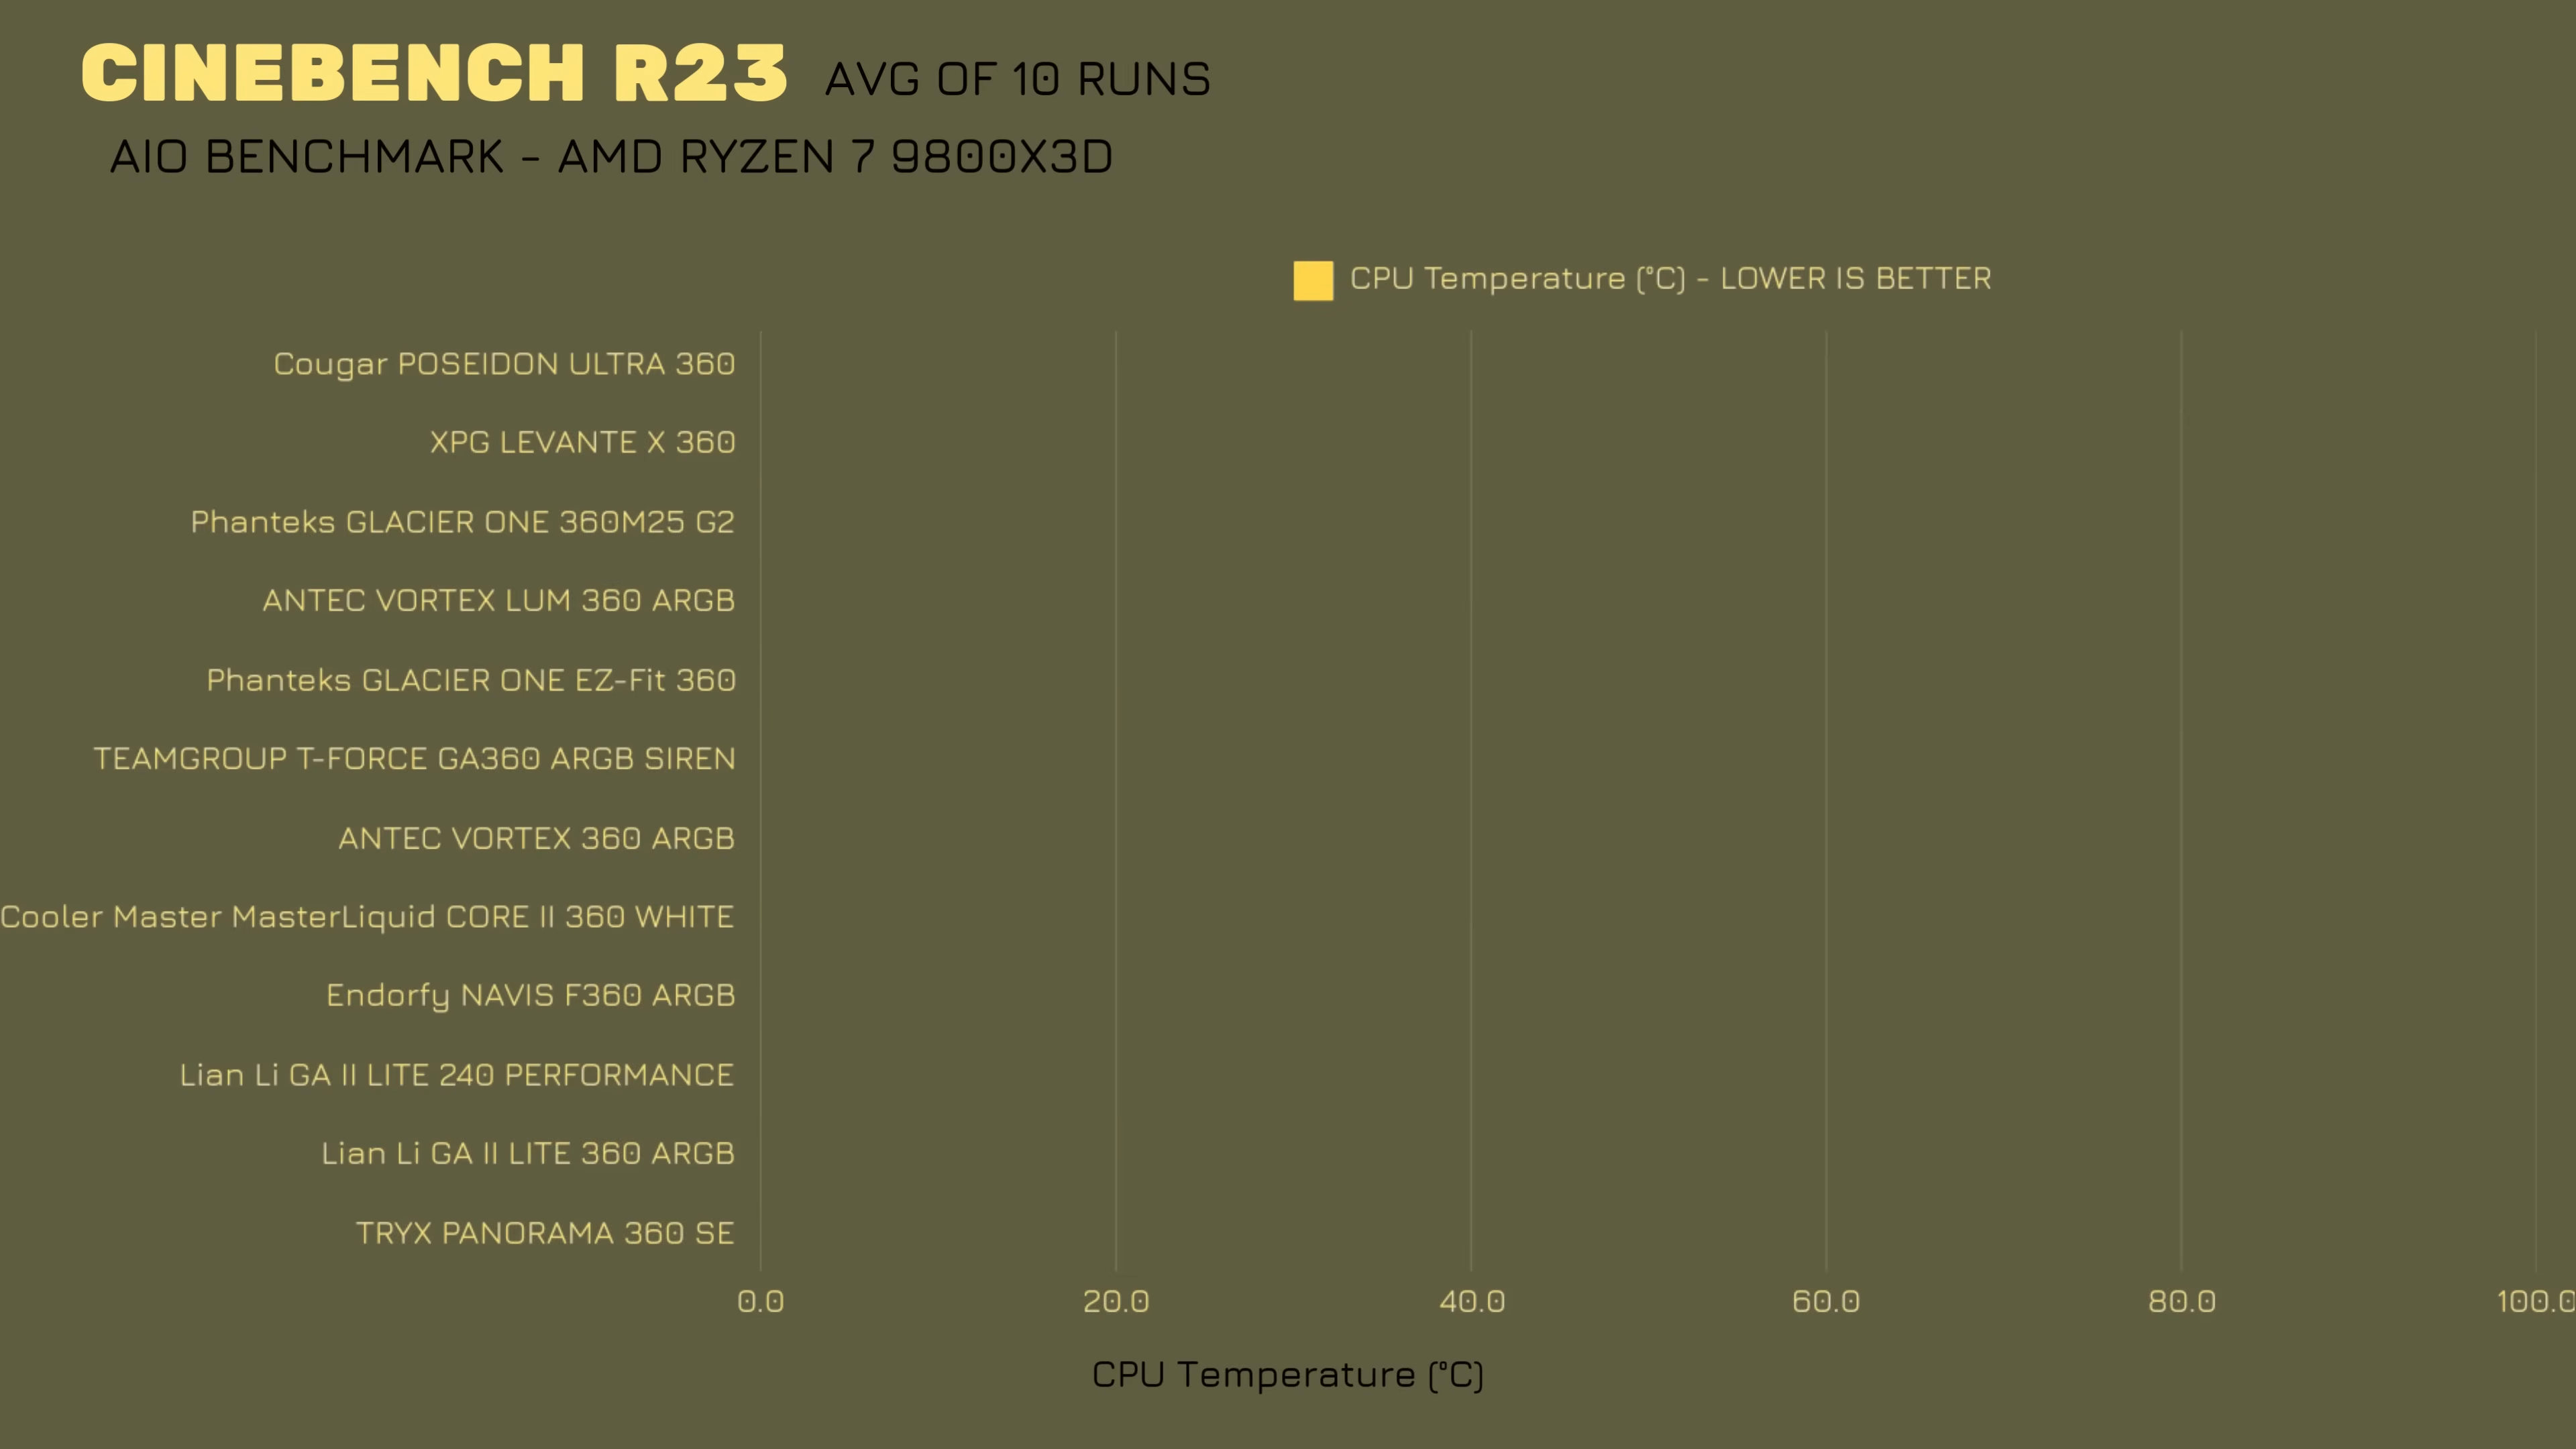 CINEBENCH R23 AVG OF 10 RUNS
AIO BENCHMARK - AMD RYZEN 7 9800X3D
CPU Temperature (°C) - LOWER IS BETTER
Cougar POSEIDON ULTRA 360
XPG LEVANTE X 360
Phanteks GLACIER ONE 360M25 G2
ANTEC VORTEX LUM 360 ARGB
Phanteks GLACIER ONE EZ-Fit 360
TEAMGROUP T-FORCE GA360 ARGB SIREN
ANTEC VORTEX 360 ARGB
Cooler Master MasterLiquid CORE II 360 WHITE
Endorfy NAVIS F360 ARGB
Lian Li GA II LITE 240 PERFORMANCE
Lian Li GA II LITE 360 ARGB
TRYX PANORAMA 360 SE
0.0 20.0 40.0 60.0 80.0 100.0
CPU Temperature (°C)